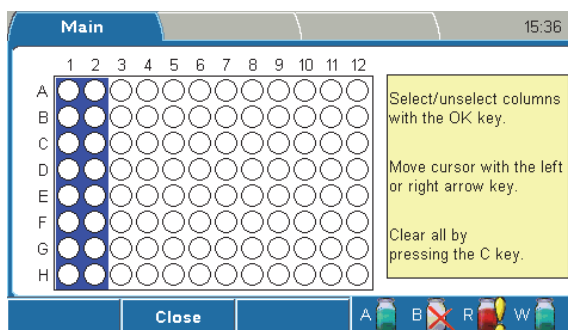 Main
15:36
1 2 3 4 5 6 7 8 9 10 11 12
A
B
C
D
E
F
G
H
Select/unselect columns
with the OK key.
Move cursor with the left
or right arrow key.
Clear all by
pressing the C key.
Close
A B R W